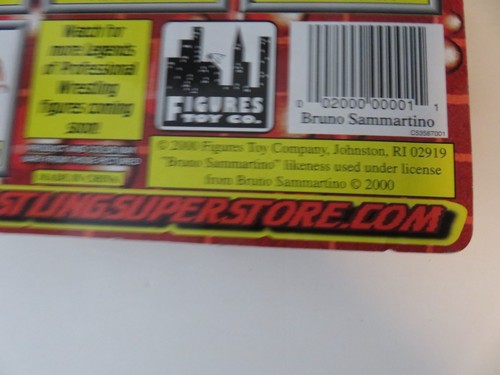 Watch for
more Legends
of Professional
Wrestling
figures coming
soon!
MADE IN CHINA
FIGURES
TOY CO.
0 02000 00001 1
Bruno Sammartino
C53587001
© 2000 Figures Toy Company, Johnston, RI 02919
"Bruno Sammartino" likeness used under license
from Bruno Sammartino © 2000
STLINGSUPERSTORE.COM